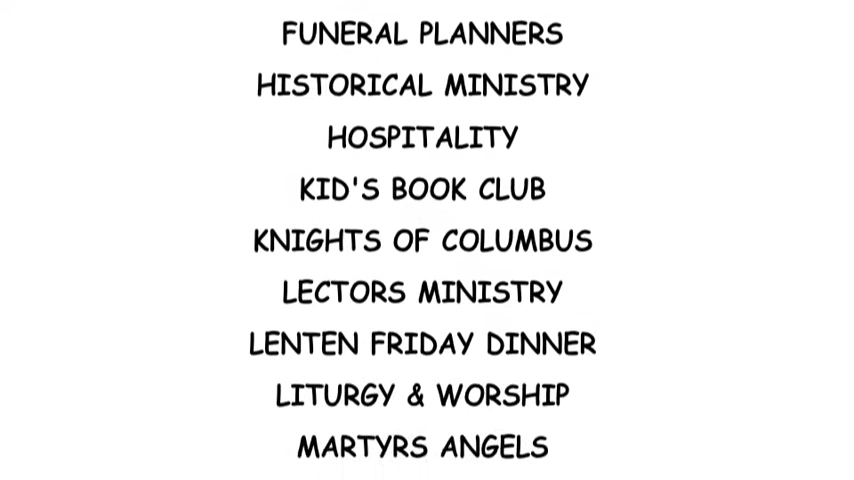 FUNERAL PLANNERS
HISTORICAL MINISTRY
HOSPITALITY
KID'S BOOK CLUB
KNIGHTS OF COLUMBUS
LECTORS MINISTRY
LENTEN FRIDAY DINNER
LITURGY & WORSHIP
MARTYRS ANGELS